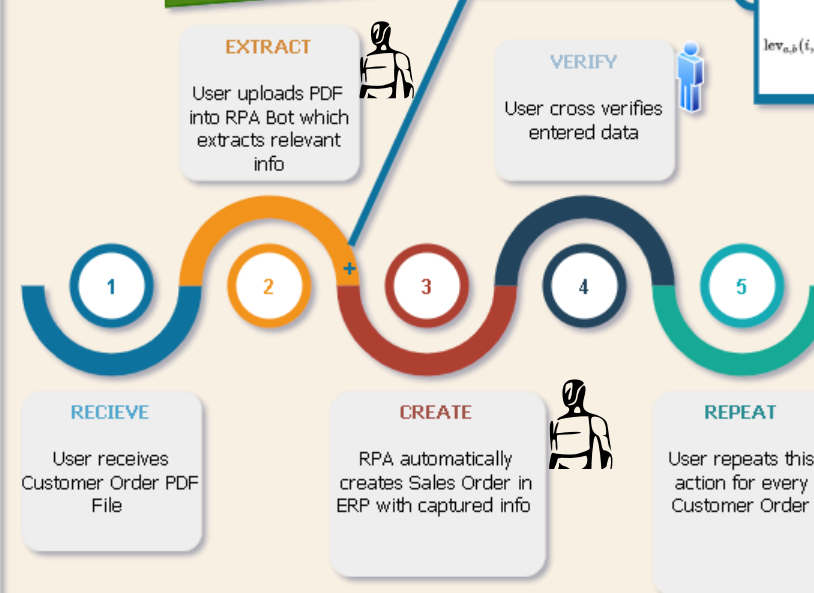 EXTRACT
User uploads PDF
into RPA Bot which
extracts relevant
info
VERIFY
User cross verifies
entered data
lev_{a,b}(i,
+
1
2
3
4
5
RECIEVE
User receives
Customer Order PDF
File
CREATE
RPA automatically
creates Sales Order in
ERP with captured info
REPEAT
User repeats this
action for every
Customer Order